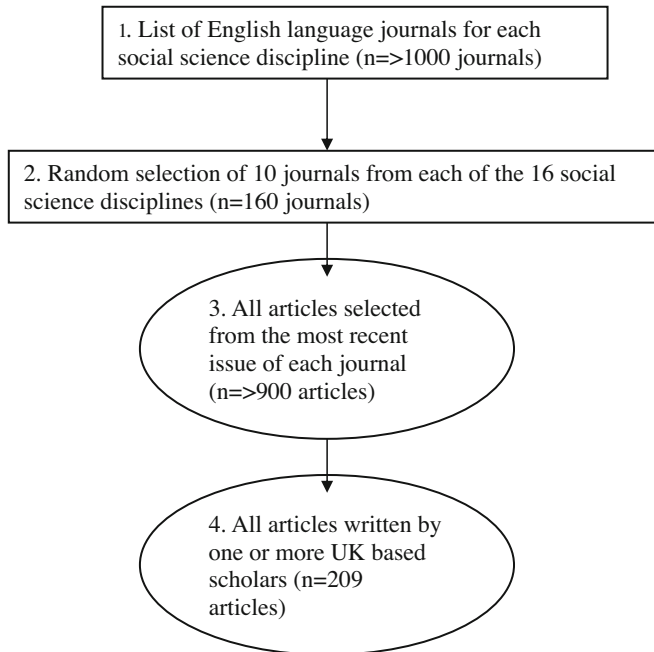 1. List of English language journals for each
social science discipline (n=>1000 journals)
2. Random selection of 10 journals from each of the 16 social
science disciplines (n=160 journals)
3. All articles selected
from the most recent
issue of each journal
(n=>900 articles)
4. All articles written by
one or more UK based
scholars (n=209
articles)